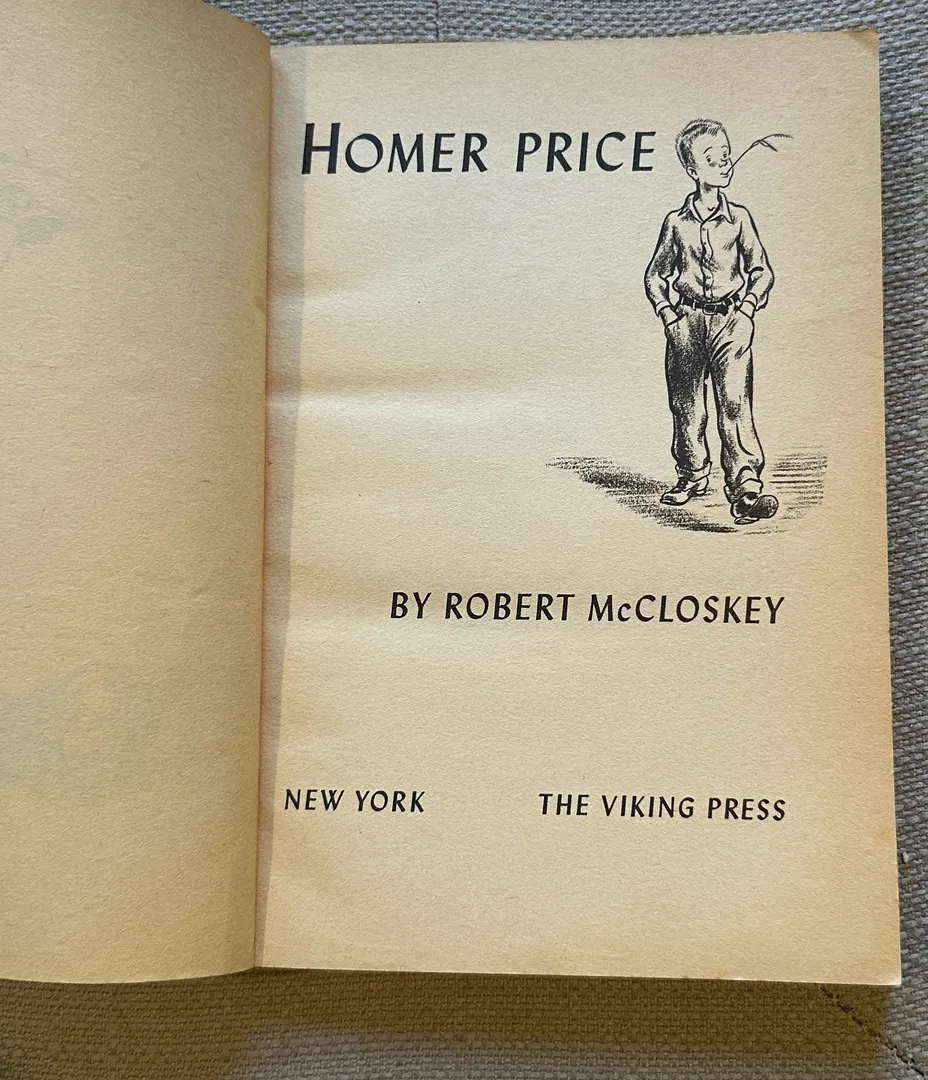 HOMER PRICE
BY ROBERT McCLOSKEY
NEW YORK THE VIKING PRESS